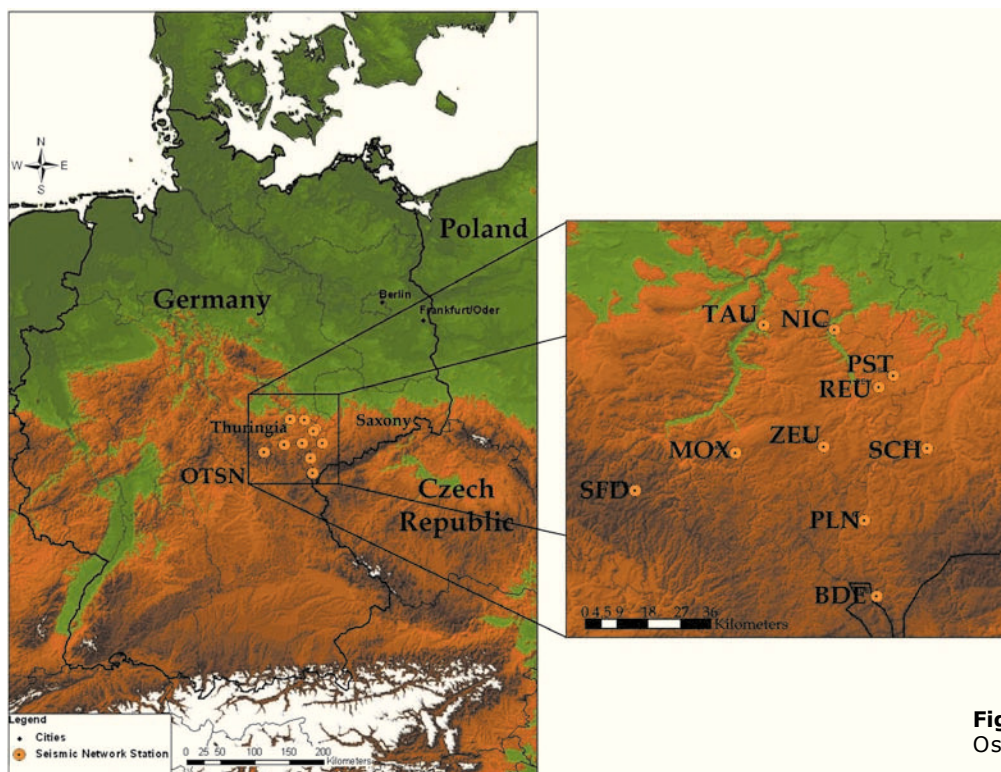 N
W E
S
Poland
Germany
Berlin
Frankfurt/Oder
Thuringia
Saxony
OTSN
Czech
Republic
Legend
Cities
Seismic Network Station
0 25 50 100 150 200
Kilometers
TAU
NIC
PST
REU
MOX
ZEU
SCH
SFD
PLN
BDE
0 4.5 9 18 27 36
Kilometers
Fig
Os